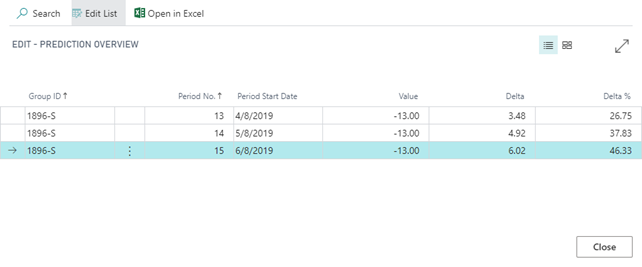 Search Edit List Open in Excel
EDIT - PREDICTION OVERVIEW
Group ID ↑ Period No. ↑ Period Start Date Value Delta Delta %
1896-S 13 4/8/2019 -13.00 3.48 26.75
1896-S 14 5/8/2019 -13.00 4.92 37.83
1896-S 15 6/8/2019 -13.00 6.02 46.33
Close